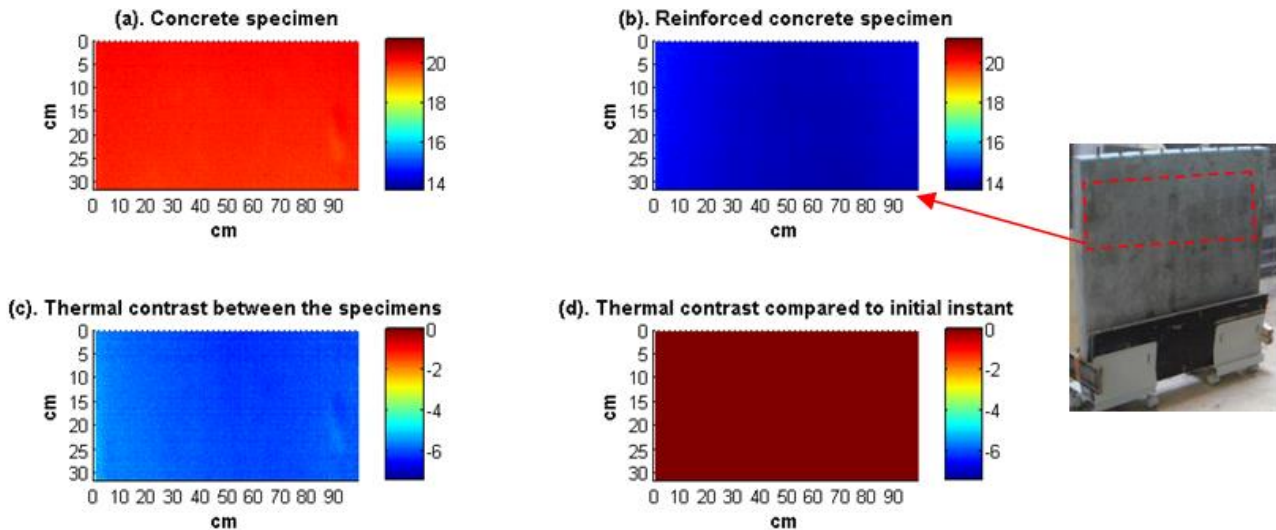 (a). Concrete specimen
0
5
10
15
20
25
30
cm
0 10 20 30 40 50 60 70 80 90
cm
20
18
16
14
(b). Reinforced concrete specimen
0
5
10
15
20
25
30
cm
0 10 20 30 40 50 60 70 80 90
cm
20
18
16
14
(c). Thermal contrast between the specimens
0
5
10
15
20
25
30
cm
0 10 20 30 40 50 60 70 80 90
cm
0
-2
-4
-6
(d). Thermal contrast compared to initial instant
0
5
10
15
20
25
30
cm
0 10 20 30 40 50 60 70 80 90
cm
0
-2
-4
-6